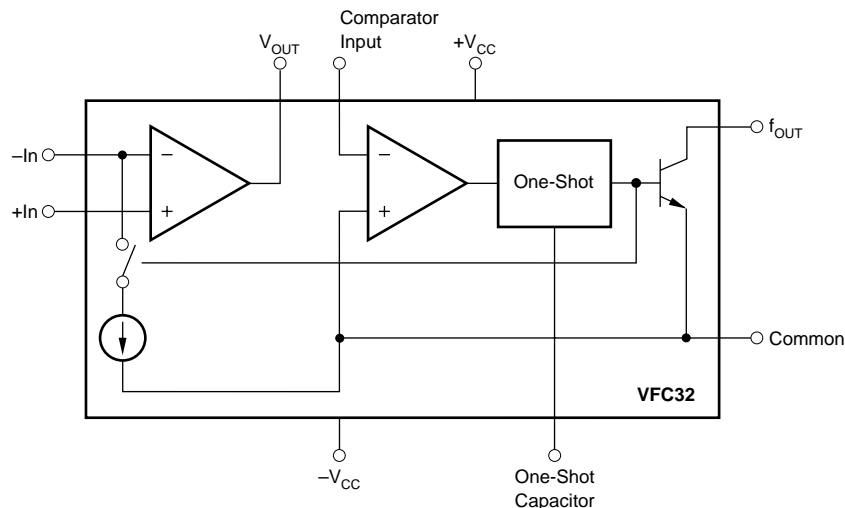 Comparator
Input
V_OUT
+V_CC
–In
+In
−
+
−
+
One-Shot
f_OUT
Common
VFC32
–V_CC
One-Shot
Capacitor